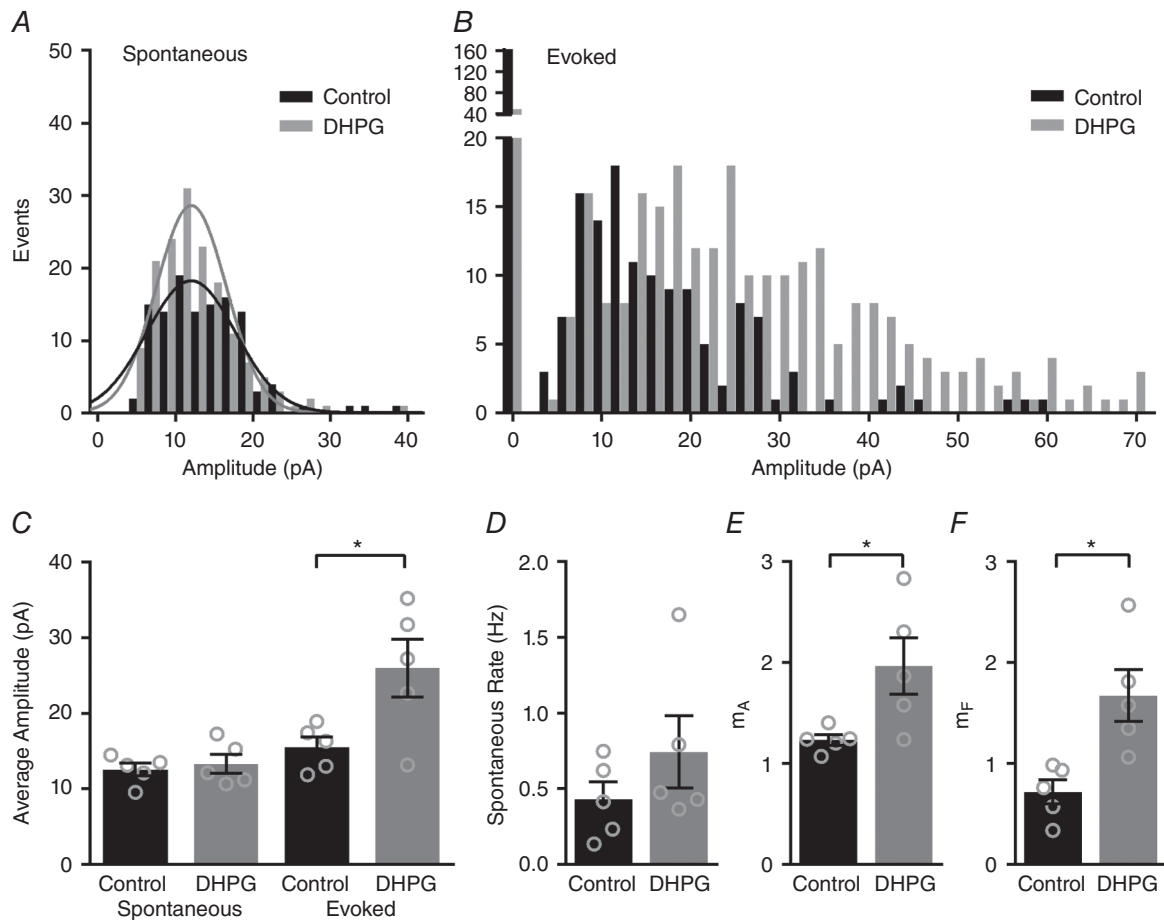 A
Spontaneous
Control
DHPG
50
40
30
20
10
0
Events
0 10 20 30 40
Amplitude (pA)
B
Evoked
Control
DHPG
160
120
80
40
20
15
10
5
0
0 10 20 30 40 50 60 70
Amplitude (pA)
C
*
40
30
20
10
0
Average Amplitude (pA)
Control DHPG Control DHPG
Spontaneous Evoked
D
2.0
1.5
1.0
0.5
0.0
Spontaneous Rate (Hz)
Control DHPG
E
*
3
2
1
0
mA
Control DHPG
F
*
3
2
1
0
mF
Control DHPG